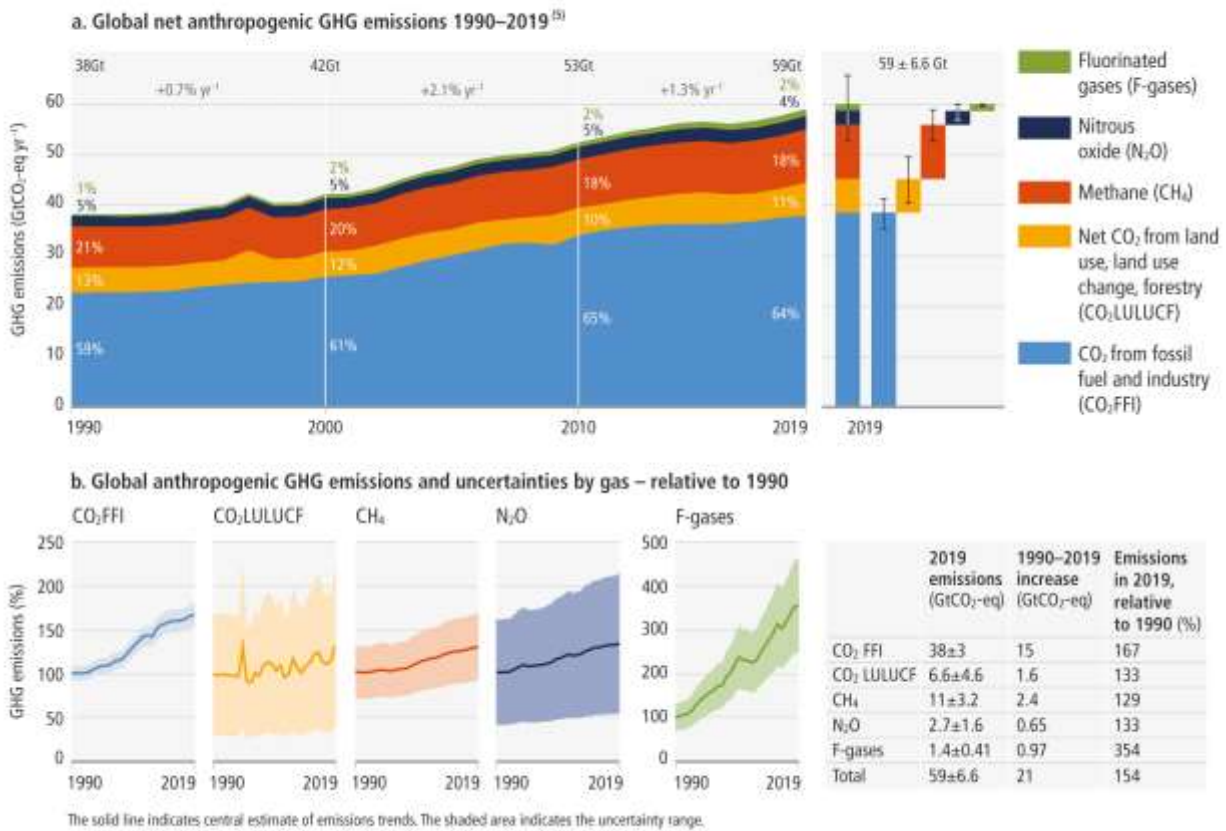 a. Global net anthropogenic GHG emissions 1990–2019 (5)
38Gt 42Gt 53Gt 59Gt
+0.7% yr⁻¹ +2.1% yr⁻¹ +1.3% yr⁻¹
GHG emissions (GtCO₂-eq yr⁻¹)
60
50
40
30
20
10
0
1%
5%
21%
13%
59%
2%
5%
20%
12%
61%
2%
5%
18%
10%
65%
2%
4%
18%
11%
64%
1990 2000 2010 2019
59 ± 6.6 Gt
2019
Fluorinated
gases (F-gases)
Nitrous
oxide (N₂O)
Methane (CH₄)
Net CO₂ from land
use, land use
change, forestry
(CO₂LULUCF)
CO₂ from fossil
fuel and industry
(CO₂FFI)
b. Global anthropogenic GHG emissions and uncertainties by gas – relative to 1990
CO₂FFI CO₂LULUCF CH₄ N₂O F-gases
GHG emissions (%)
250
200
150
100
50
0
500
400
300
200
100
0
1990 2019 1990 2019 1990 2019 1990 2019 1990 2019
2019 1990–2019 Emissions
emissions increase in 2019,
(GtCO₂-eq) (GtCO₂-eq) relative
to 1990 (%)
CO₂ FFI 38±3 15 167
CO₂ LULUCF 6.6±4.6 1.6 133
CH₄ 11±3.2 2.4 129
N₂O 2.7±1.6 0.65 133
F-gases 1.4±0.41 0.97 354
Total 59±6.6 21 154
The solid line indicates central estimate of emissions trends. The shaded area indicates the uncertainty range.